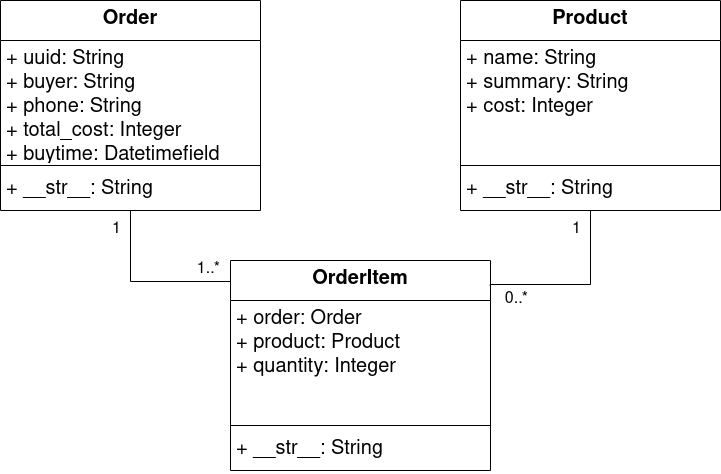 Order
+ uuid: String
+ buyer: String
+ phone: String
+ total_cost: Integer
+ buytime: Datetimefield
+ __str__: String
Product
+ name: String
+ summary: String
+ cost: Integer
+ __str__: String
1
1..*
1
0..*
OrderItem
+ order: Order
+ product: Product
+ quantity: Integer
+ __str__: String